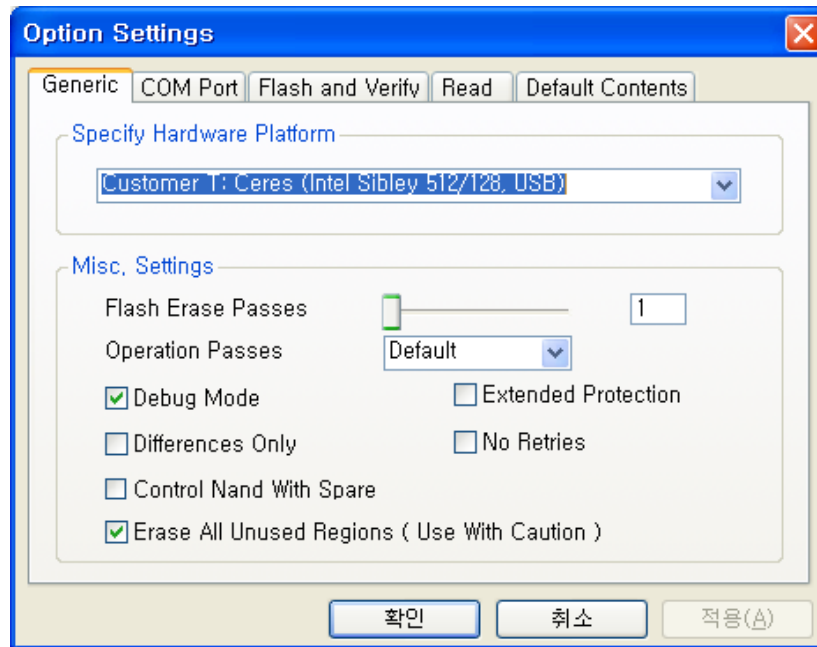 Option Settings
Generic COM Port Flash and Verify Read Default Contents
Specify Hardware Platform
Customer T: Ceres (Intel Sibley 512/128, USB)
Misc, Settings
Flash Erase Passes 1
Operation Passes Default
Debug Mode Extended Protection
Differences Only No Retries
Control Nand With Spare
Erase All Unused Regions ( Use With Caution )
확인 취소 적용(A)